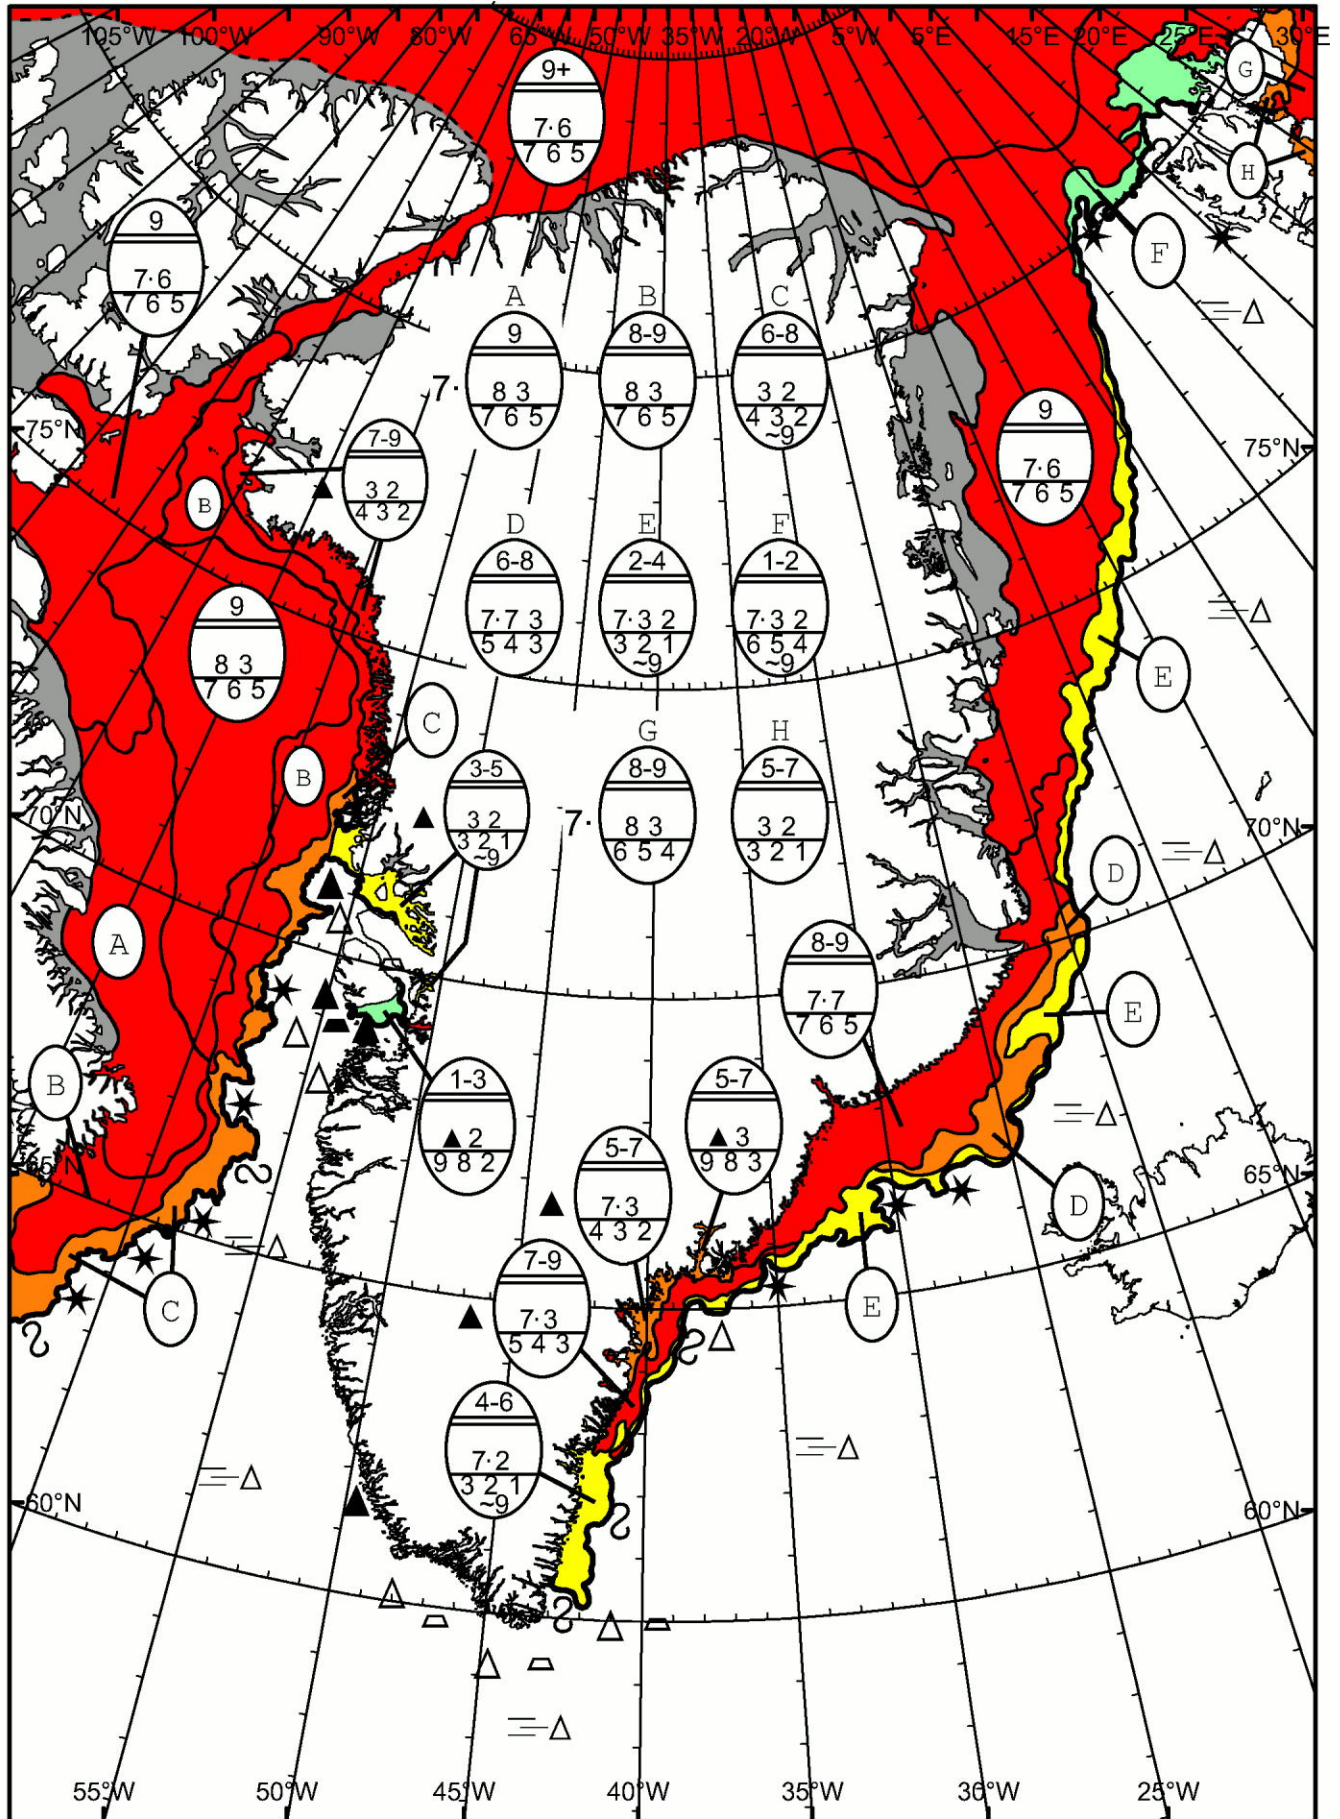 105°W 100°W 90°W 80°W 65°W 50°W 35°W 20°W 5°W 5°E 15°E 20°E 25°E 30°E
9+
7·6
7 6 5
G
H
F
9
7·6
7 6 5
A
9
7·
8 3
7 6 5
B
8-9
8 3
7 6 5
C
6-8
3 2
4 3 2
~9
9
7·6
7 6 5
75°N
75°N
7-9
3 2
4 3 2
B
D
6-8
7·7 3
5 4 3
E
2-4
7·3 2
3 2 1
~9
F
1-2
7·3 2
6 5 4
~9
9
8 3
7 6 5
E
C
B
3-5
3 2
3 2 1
~9
G
8-9
7·
8 3
6 5 4
H
5-7
3 2
3 2 1
70°N
70°N
D
A
8-9
7·7
7 6 5
E
B
1-3
2
9 8 2
5-7
3
9 8 3
5-7
7·3
4 3 2
65°N
65°N
D
7-9
7·3
5 4 3
C
E
4-6
7·2
3 2 1
~9
60°N
60°N
55°W 50°W 45°W 40°W 35°W 30°W 25°W